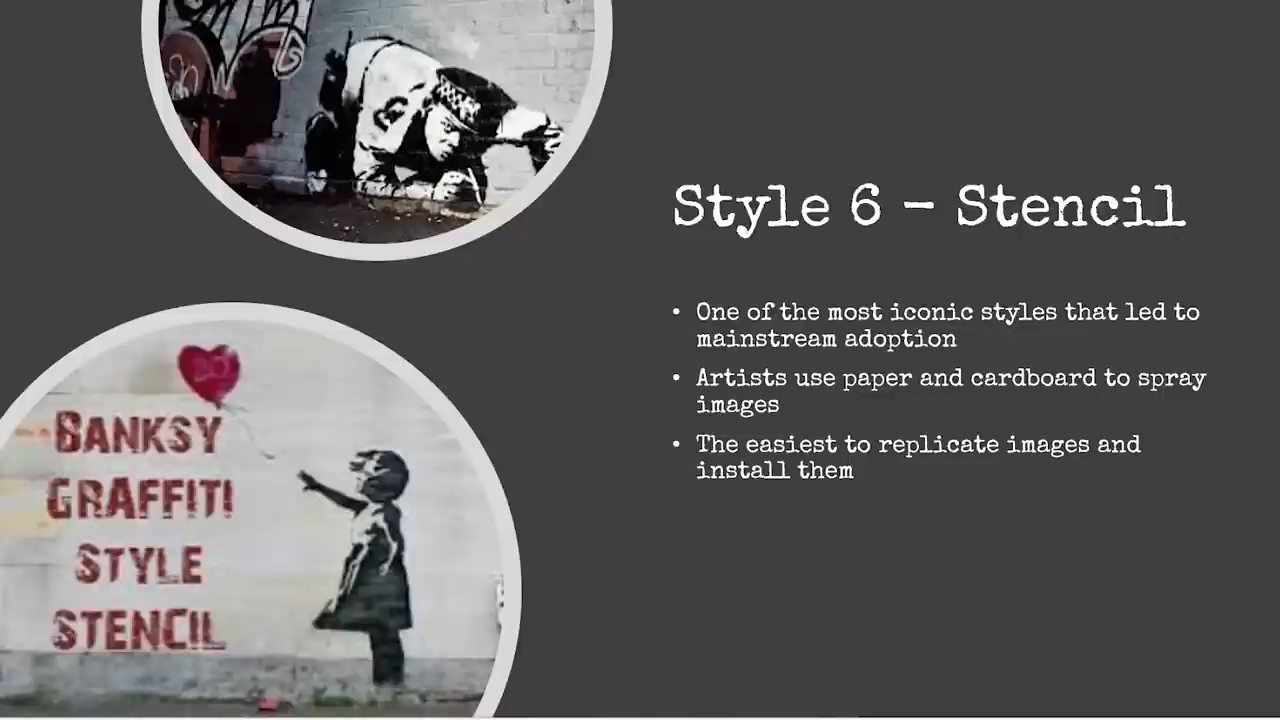 Style 6 – Stencil
• One of the most iconic styles that led to
mainstream adoption
• Artists use paper and cardboard to spray
images
• The easiest to replicate images and
install them
BANKSY
GRAFFITI
STYLE
STENCIL